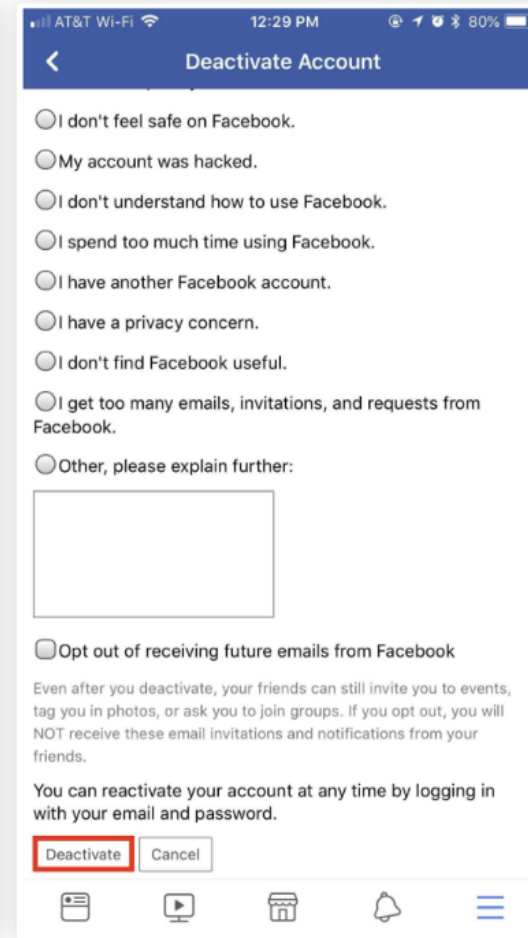 AT&T Wi-Fi 12:29 PM 80%
Deactivate Account
I don't feel safe on Facebook.
My account was hacked.
I don't understand how to use Facebook.
I spend too much time using Facebook.
I have another Facebook account.
I have a privacy concern.
I don't find Facebook useful.
I get too many emails, invitations, and requests from
Facebook.
Other, please explain further:
Opt out of receiving future emails from Facebook
Even after you deactivate, your friends can still invite you to events,
tag you in photos, or ask you to join groups. If you opt out, you will
NOT receive these email invitations and notifications from your
friends.
You can reactivate your account at any time by logging in
with your email and password.
Deactivate Cancel